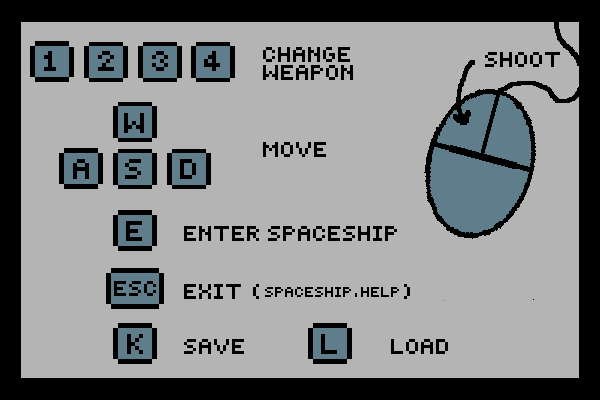 1 2 3 4 CHANGE
WEAPON
SHOOT
W
A S D MOVE
E ENTER SPACESHIP
ESC EXIT (SPACESHIP.HELP)
K SAVE L LOAD